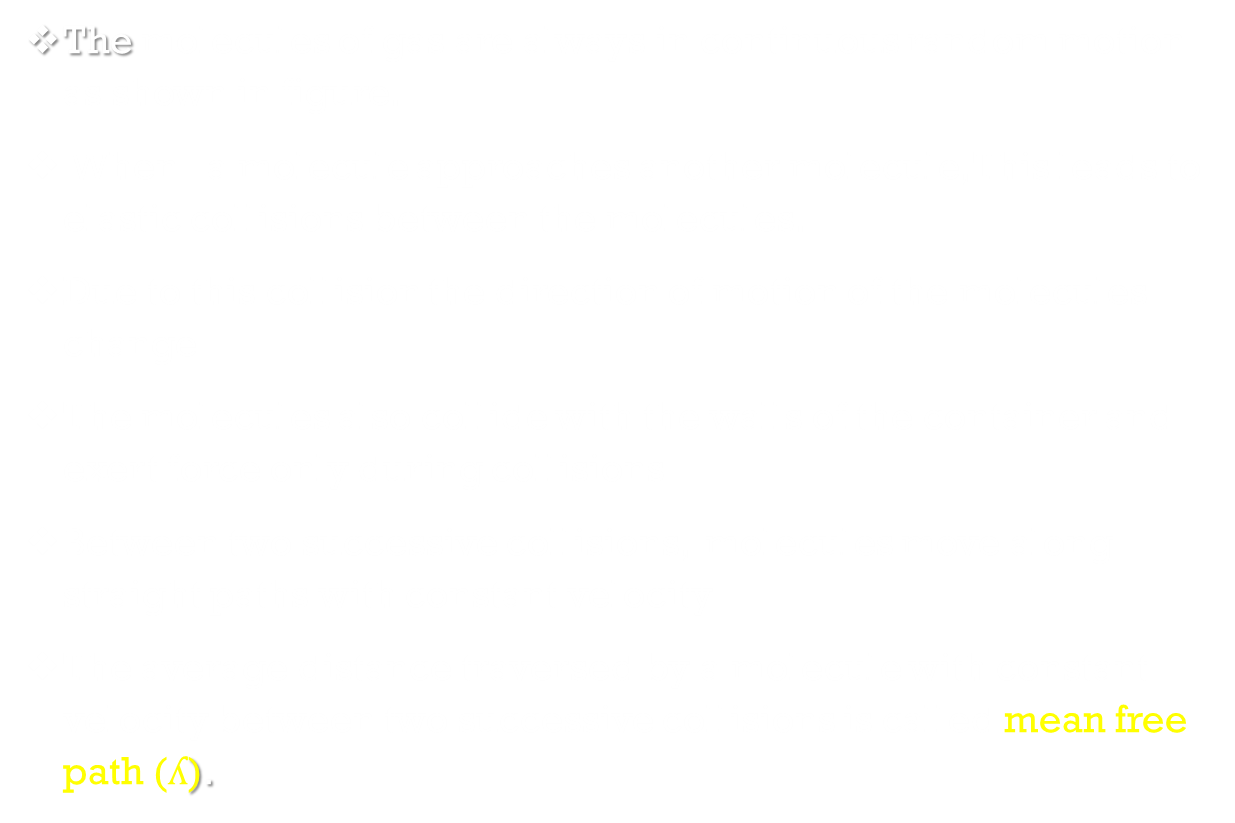 ❖The
mean free
path (ʎ).